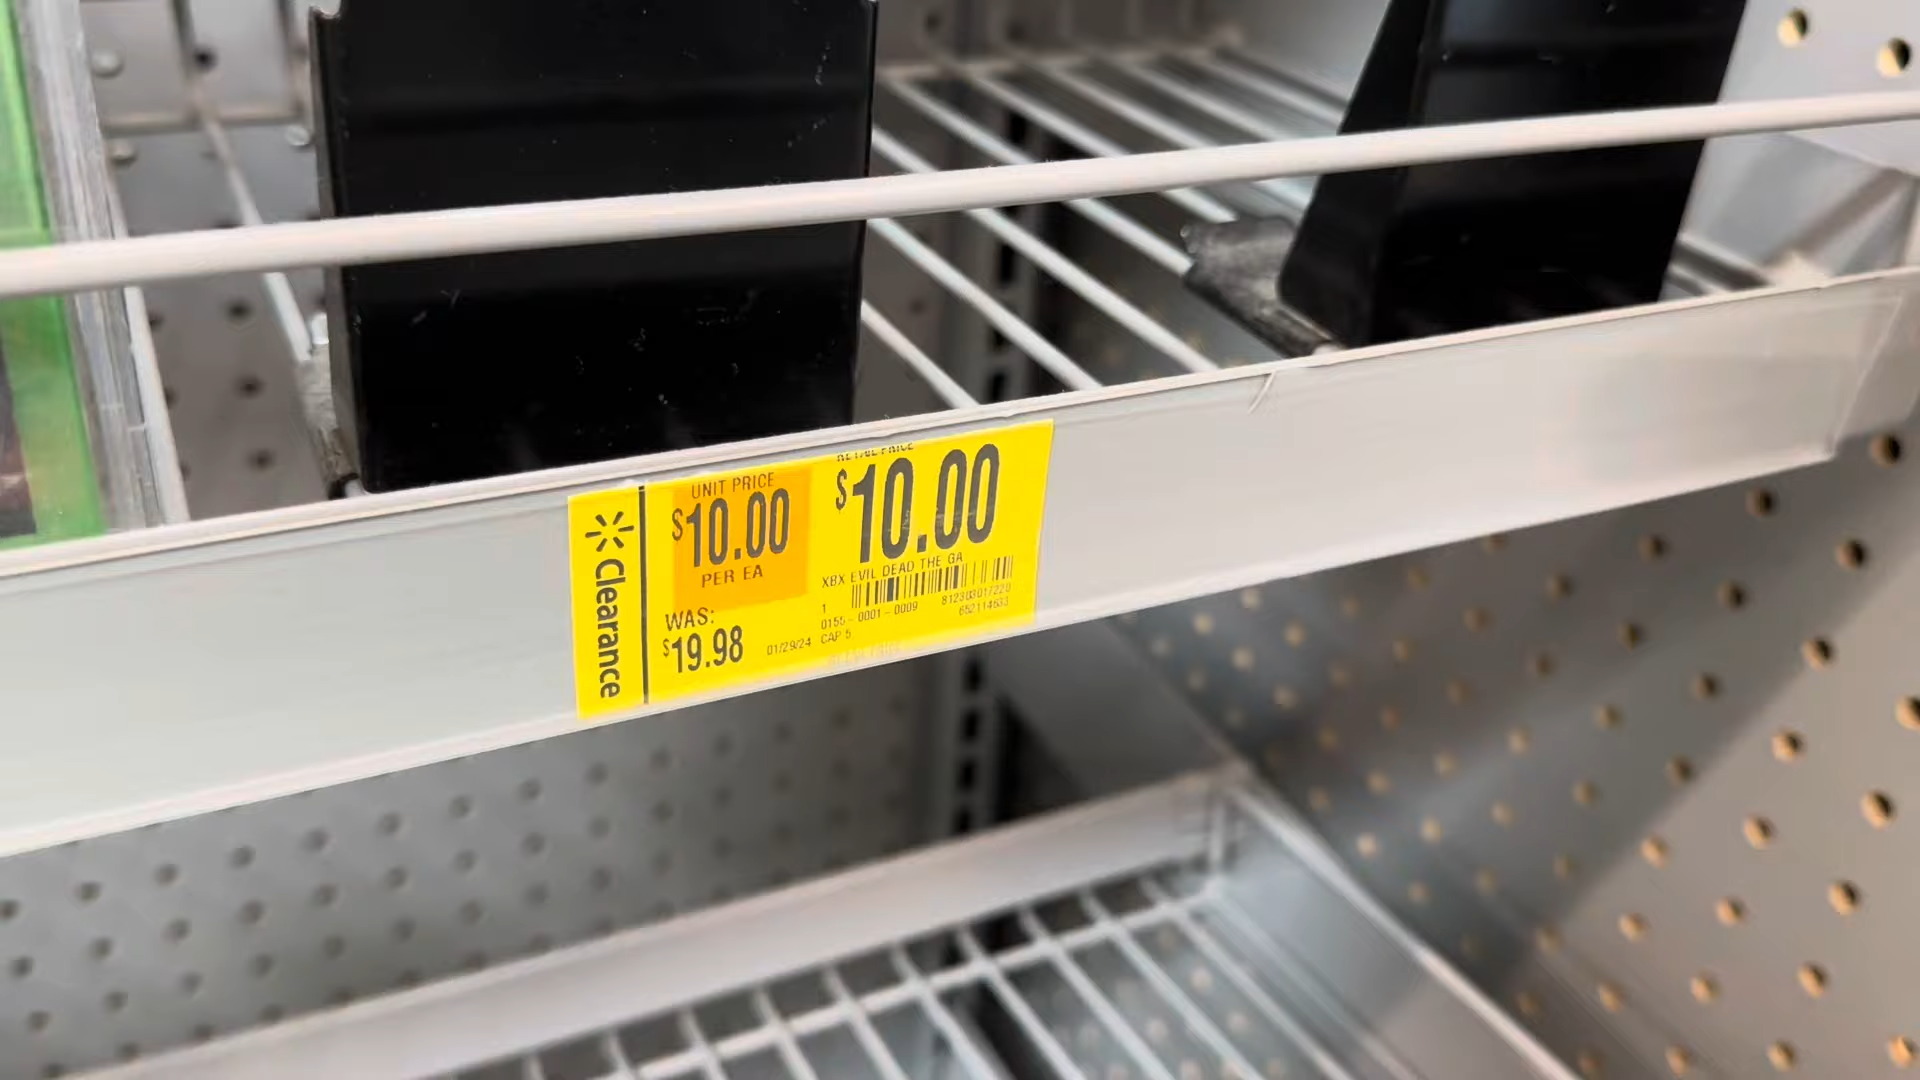 Clearance
UNIT PRICE
$10.00
PER EA
WAS:
$19.98
01/29/24
RETAIL PRICE
$10.00
XBX EVIL DEAD THE GA
1
812303017220
0155-0001-0009
652114633
CAP 5